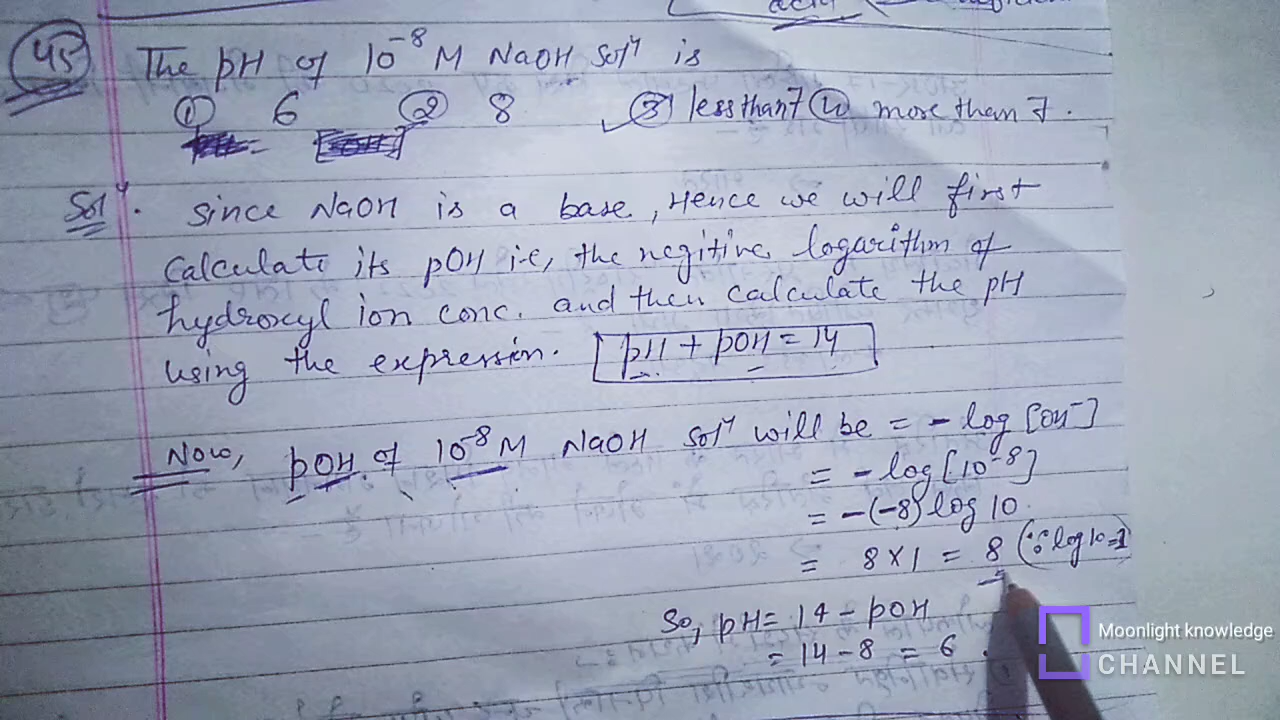 45 The pH of 10⁻⁸ M NaOH Solⁿ is
① 6 ② 8 ③ less than 7 ④ more than 7.
Solⁿ. Since NaOH is a base, Hence we will first
calculate its pOH i.e, the negitive logarithm of
hydroxyl ion conc. and then calculate the pH
using the expression. pH + pOH = 14
Now, pOH of 10⁻⁸ M NaOH solⁿ will be = - log [OH⁻]
= - log [10⁻⁸]
= -(-8) log 10.
= 8 × 1 = 8 (∵ log 10 = 1)
So, pH = 14 - pOH
= 14 - 8 = 6.
Moonlight knowledge
CHANNEL